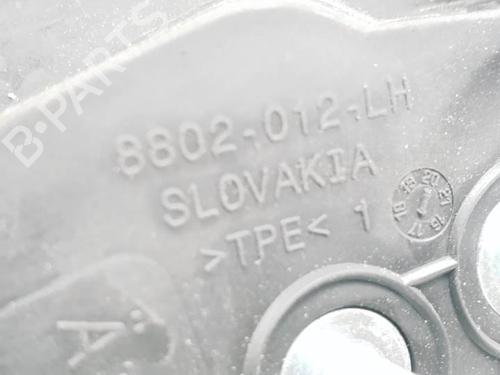 B-PARTS
8802-012-LH
SLOVAKIA
>TPE< 1
A